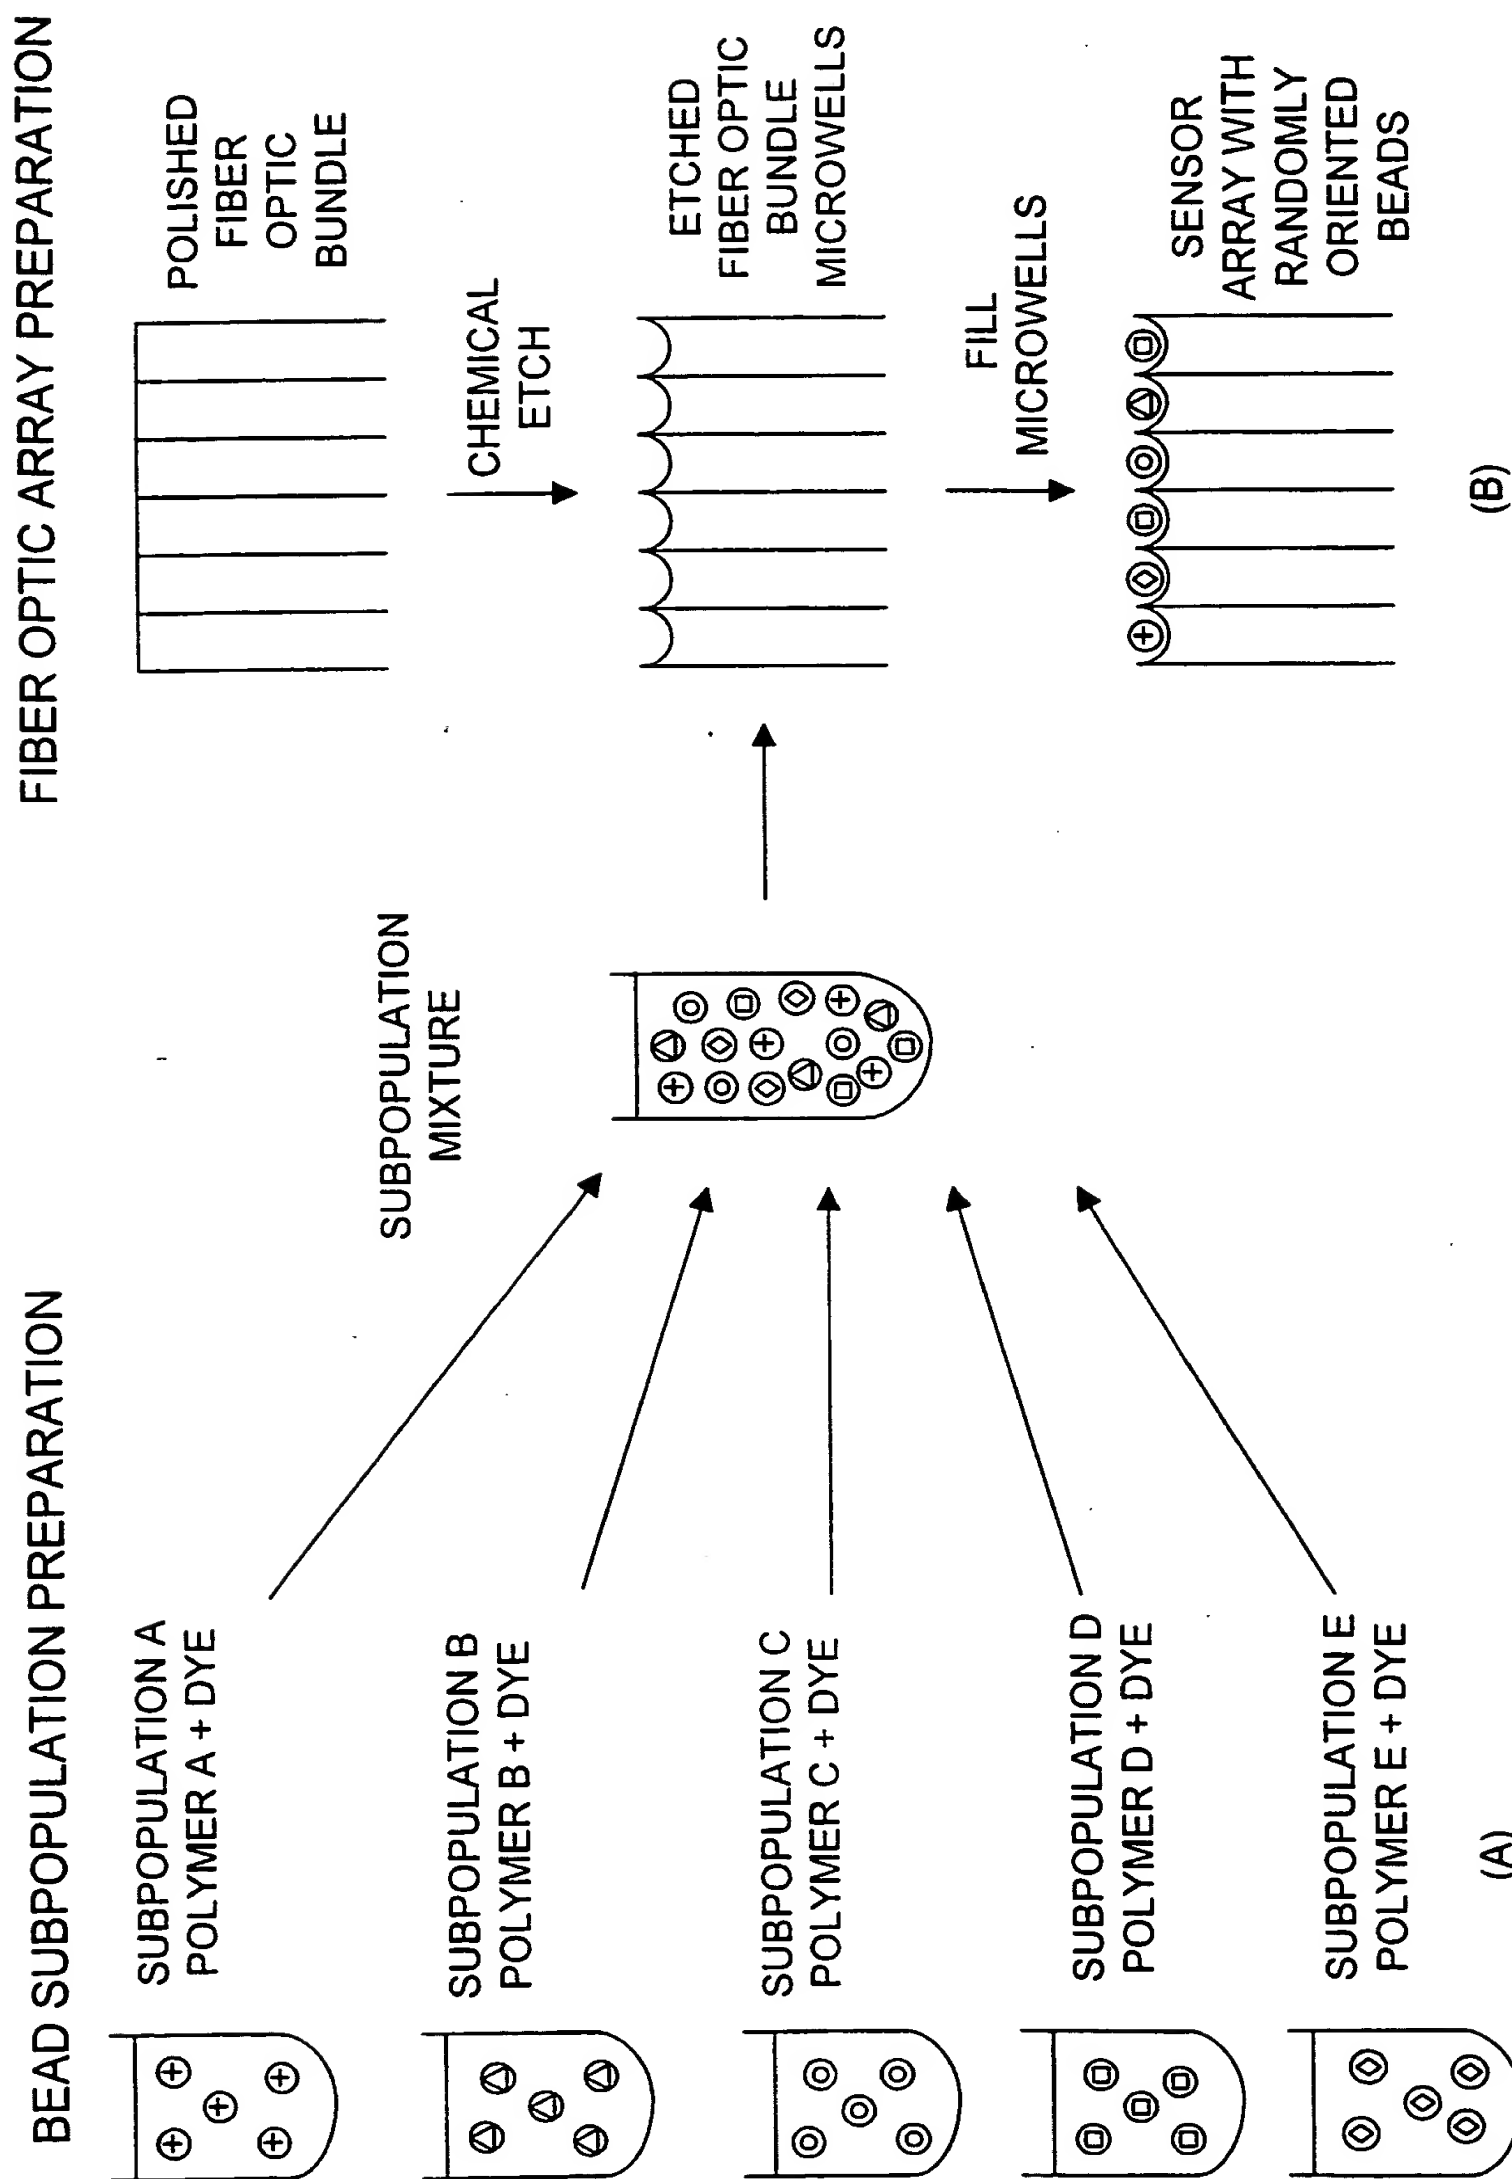 BEAD SUBPOPULATION PREPARATION
SUBPOPULATION A
POLYMER A + DYE
SUBPOPULATION B
POLYMER B + DYE
SUBPOPULATION C
POLYMER C + DYE
SUBPOPULATION D
POLYMER D + DYE
SUBPOPULATION E
POLYMER E + DYE
(A)
SUBPOPULATION
MIXTURE
FIBER OPTIC ARRAY PREPARATION
POLISHED
FIBER
OPTIC
BUNDLE
CHEMICAL
ETCH
ETCHED
FIBER OPTIC
BUNDLE
MICROWELLS
FILL
MICROWELLS
SENSOR
ARRAY WITH
RANDOMLY
ORIENTED
BEADS
(B)